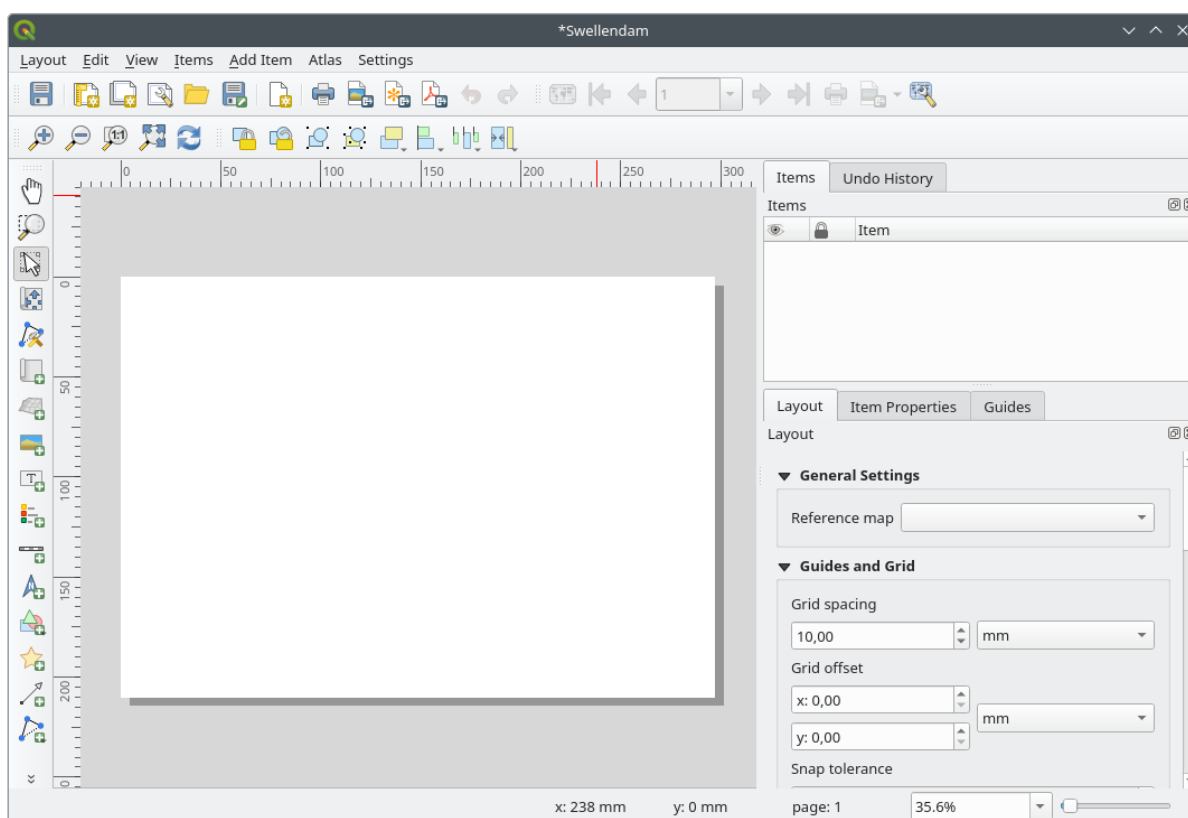 *Swellendam
Layout Edit View Items Add Item Atlas Settings
1
1:1
0 50 100 150 200 250 300
Items Undo History
Items
Item
0
50
100
150
200
0
T
Layout Item Properties Guides
Layout
General Settings
Reference map
Guides and Grid
Grid spacing
10,00 mm
Grid offset
x: 0,00
mm
y: 0,00
Snap tolerance
x: 238 mm y: 0 mm page: 1 35.6%